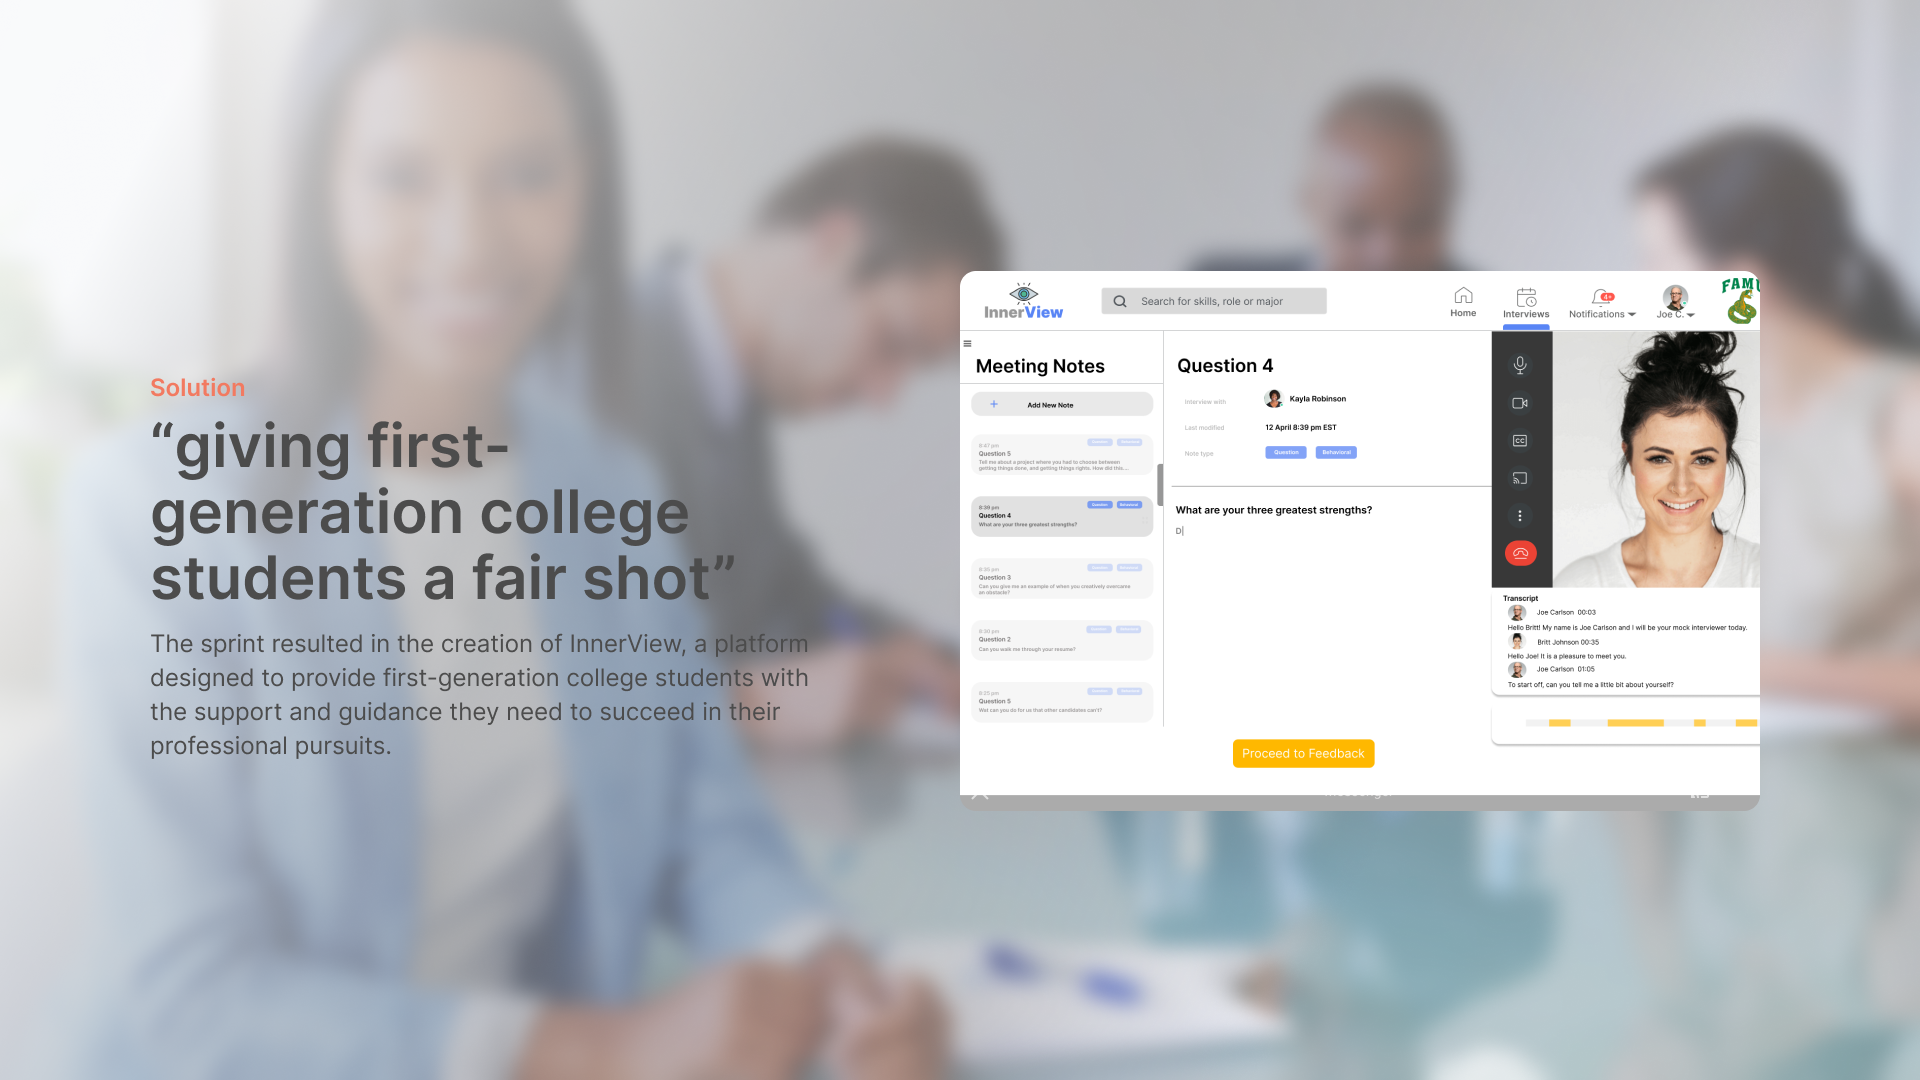 Solution
“giving first-
generation college
students a fair shot”
The sprint resulted in the creation of InnerView, a platform
designed to provide first-generation college students with
the support and guidance they need to succeed in their
professional pursuits.
InnerView
Search for skills, role or major
Home
Interviews
4+
Notifications
Joe C.
FAMU
Meeting Notes
Add New Note
8:47 pm
Question 5
Tell me about a project where you had to choose between
getting things done, and getting things rights. How did this....
8:39 pm
Question Behavioral
Question 4
What are your three greatest strengths?
8:35 pm
Question 3
Can you give me an example of when you creatively overcame
an obstacle?
8:30 pm
Question 2
Can you walk me through your resume?
8:25 pm
Question 5
Wat can you do for us that other candidates can't?
Question 4
Interview with
Kayla Robinson
Last modified
12 April 8:39 pm EST
Note type
Question Behavioral
What are your three greatest strengths?
D|
CC
Transcript
Joe Carlson 00:03
Hello Britt! My name is Joe Carlson and I will be your mock interviewer today.
Britt Johnson 00:35
Hello Joe! It is a pleasure to meet you.
Joe Carlson 01:05
To start off, can you tell me a little bit about yourself?
Proceed to Feedback